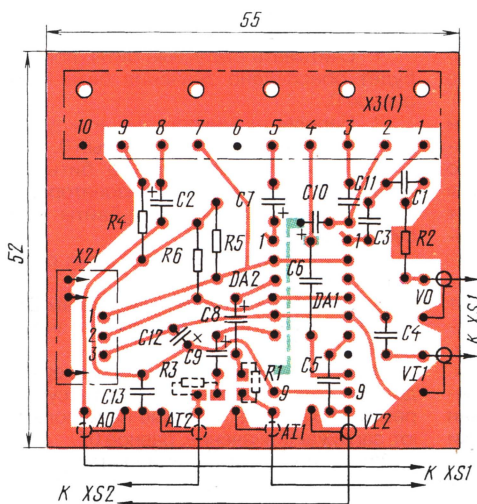 55
52
X3(1)
10 9 8 7 6 5 4 3 2 1
C2 C7 C10 C11 C1
R4 R6 R5 1 1 C3 R2
X21 DA2 C6 DA1 VO
1
2
3
C12 C8 C9 C4 K XS1
R3 R1 C5 VI1
C13 9 9
AO AI2 AI1 VI2
K XS1
K XS2